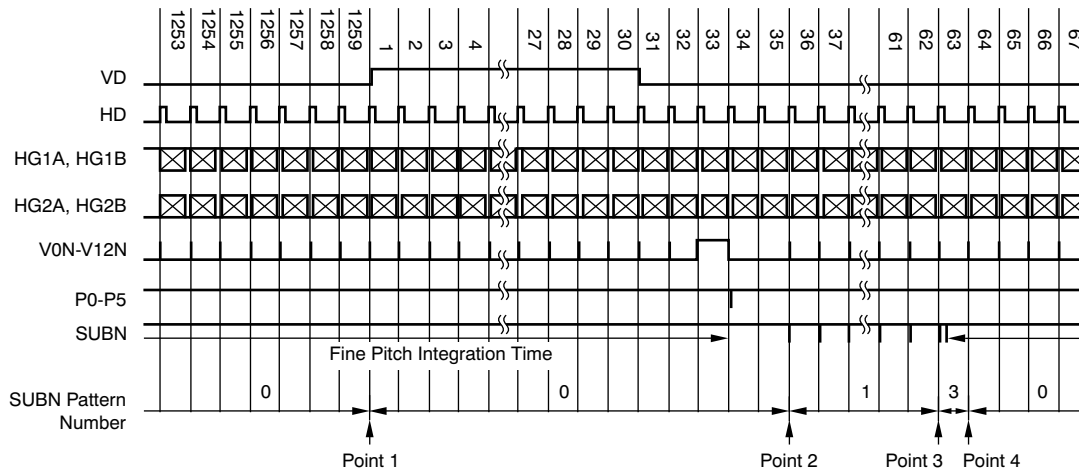 1253 1254 1255 1256 1257 1258 1259 1 2 3 4 27 28 29 30 31 32 33 34 35 36 37 61 62 63 64 65 66 67
VD
HD
HG1A, HG1B
HG2A, HG2B
V0N-V12N
P0-P5
SUBN
Fine Pitch Integration Time
SUBN Pattern
Number
0 0 1 3 0
Point 1 Point 2 Point 3 Point 4